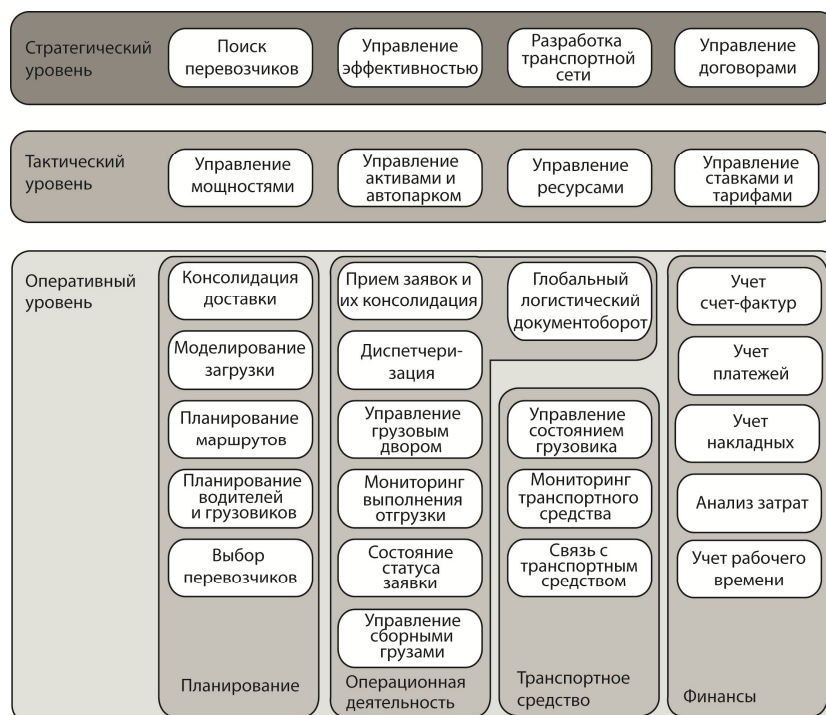 Стратегический
уровень
Поиск
перевозчиков
Управление
эффективностью
Разработка
транспортной
сети
Управление
договорами
Тактический
уровень
Управление
мощностями
Управление
активами и
автопарком
Управление
ресурсами
Управление
ставками и
тарифами
Оперативный
уровень
Консолидация
доставки
Моделирование
загрузки
Планирование
маршрутов
Планирование
водителей
и грузовиков
Выбор
перевозчиков
Планирование
Прием заявок и
их консолидация
Диспетчери-
зация
Управление
грузовым
двором
Мониторинг
выполнения
отгрузки
Состояние
статуса
заявки
Управление
сборными
грузами
Операционная
деятельность
Глобальный
логистический
документооборот
Управление
состоянием
грузовика
Мониторинг
транспортного
средства
Связь с
транспортным
средством
Транспортное
средство
Учет
счет-фактур
Учет
платежей
Учет
накладных
Анализ затрат
Учет рабочего
времени
Финансы